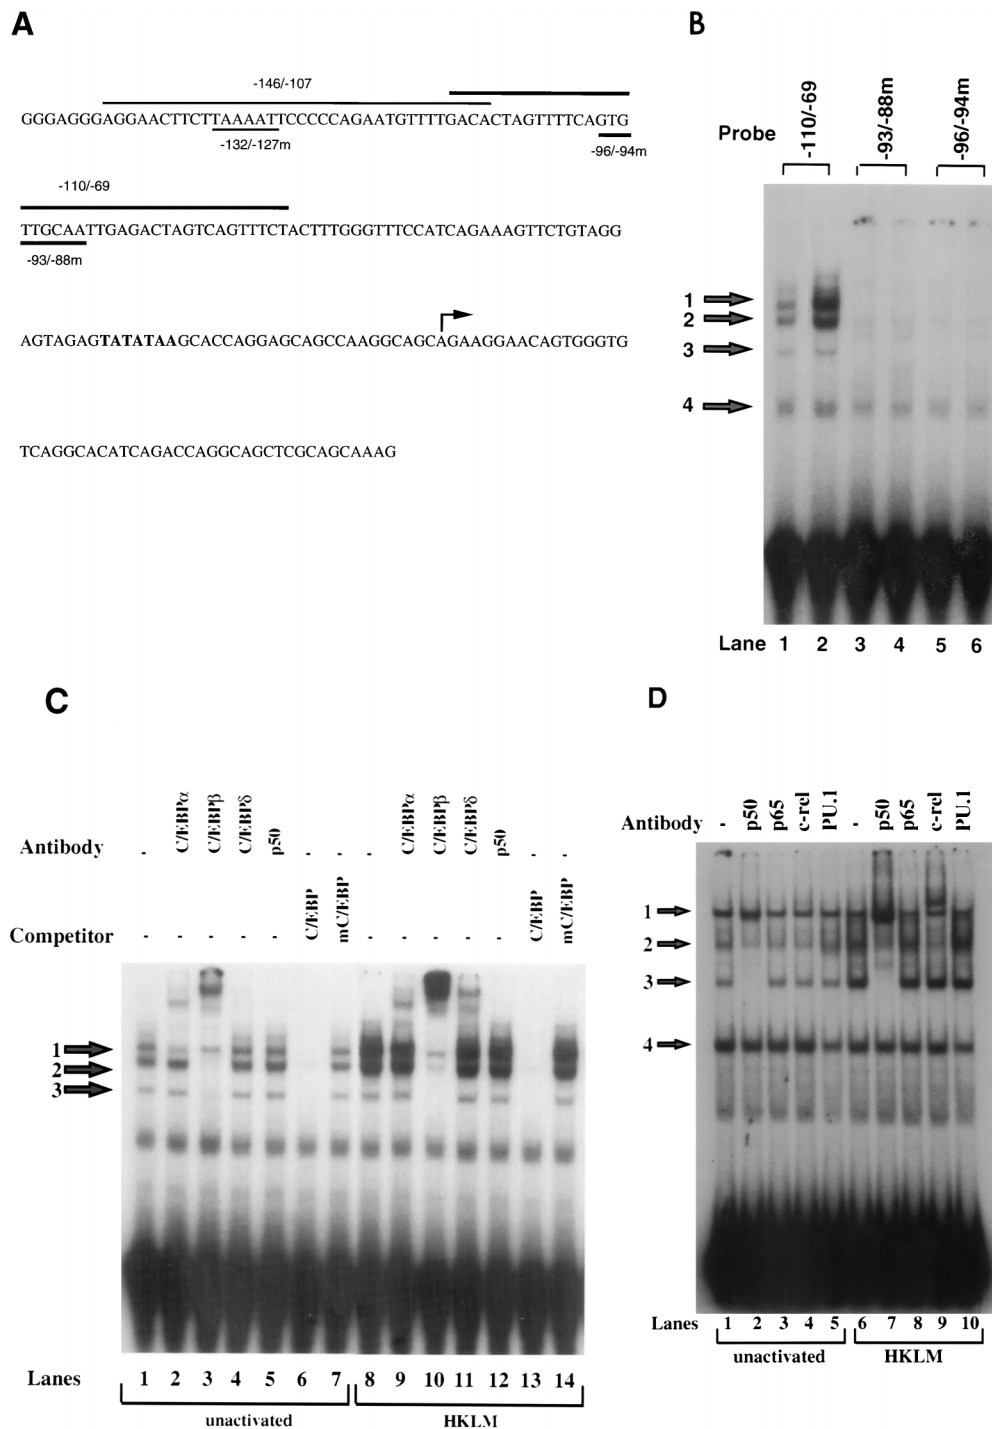 A
-146/-107
GGGAGGGAGGAACTTCTTAAAATTCCCCCAGAATGTTTTGACACTAGTTTTCAGTG
-132/-127m
-96/-94m
-110/-69
TTGCAATTGAGACTAGTCAGTTTCTACTTTGGGTTTCCATCAGAAAGTTCTGTAGG
-93/-88m
AGTAGAGTATATAAGCACCAGGAGCAGCCAAGGCAGCAGAAGGAACAGTGGGTG
TCAGGCACATCAGACCAGGCAGCTCGCAGCAAAG
B
Probe -110/-69 -93/-88m -96/-94m
1
2
3
4
Lane 1 2 3 4 5 6
C
Antibody - C/EBPα C/EBPβ C/EBPδ p50 - - - C/EBPα C/EBPβ C/EBPδ p50 - -
Competitor - - - - - C/EBP mC/EBP - - - - - C/EBP mC/EBP
1
2
3
Lanes 1 2 3 4 5 6 7 8 9 10 11 12 13 14
unactivated HKLM
D
Antibody - p50 p65 c-rel PU.1 - p50 p65 c-rel PU.1
1
2
3
4
Lanes 1 2 3 4 5 6 7 8 9 10
unactivated HKLM